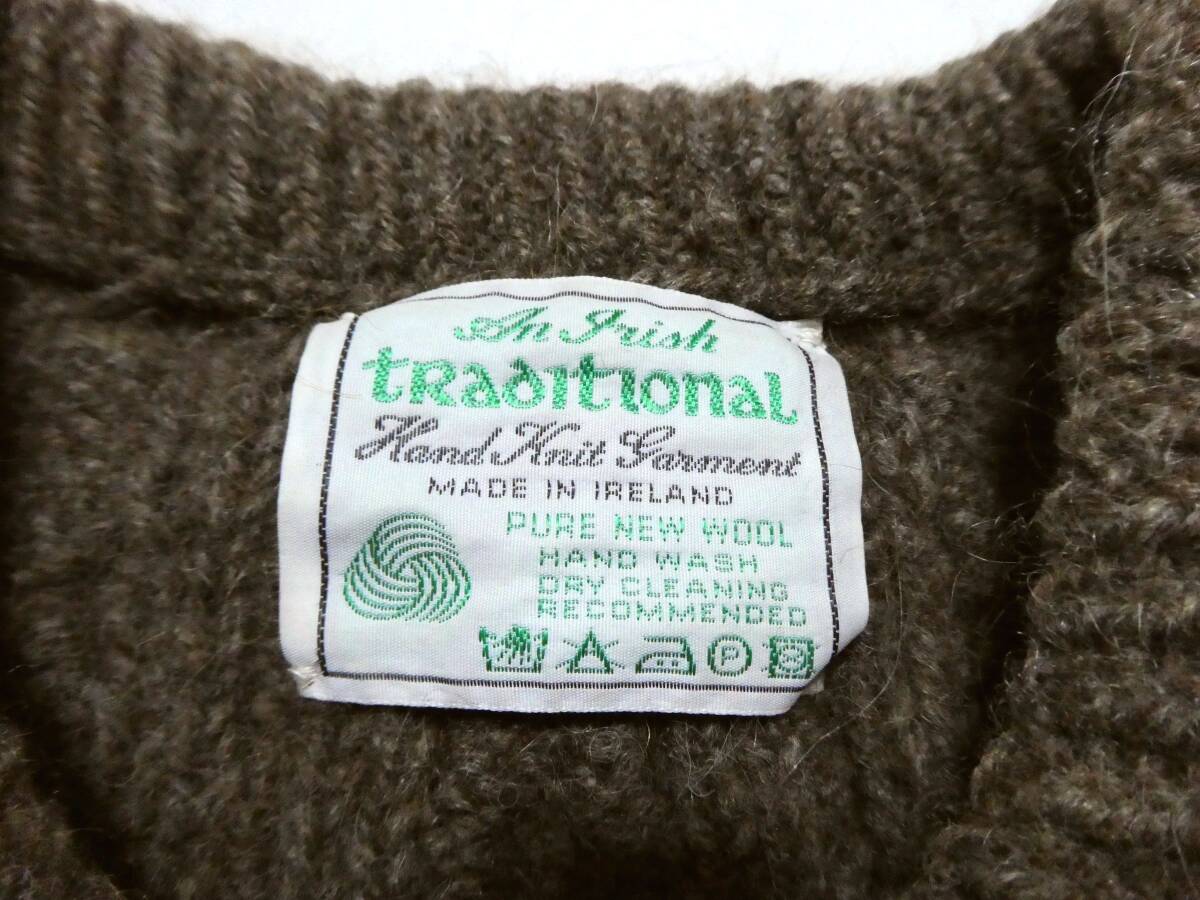 An Irish
traditional
Hand Knit Garment
MADE IN IRELAND
PURE NEW WOOL
HAND WASH
DRY CLEANING
RECOMMENDED
P